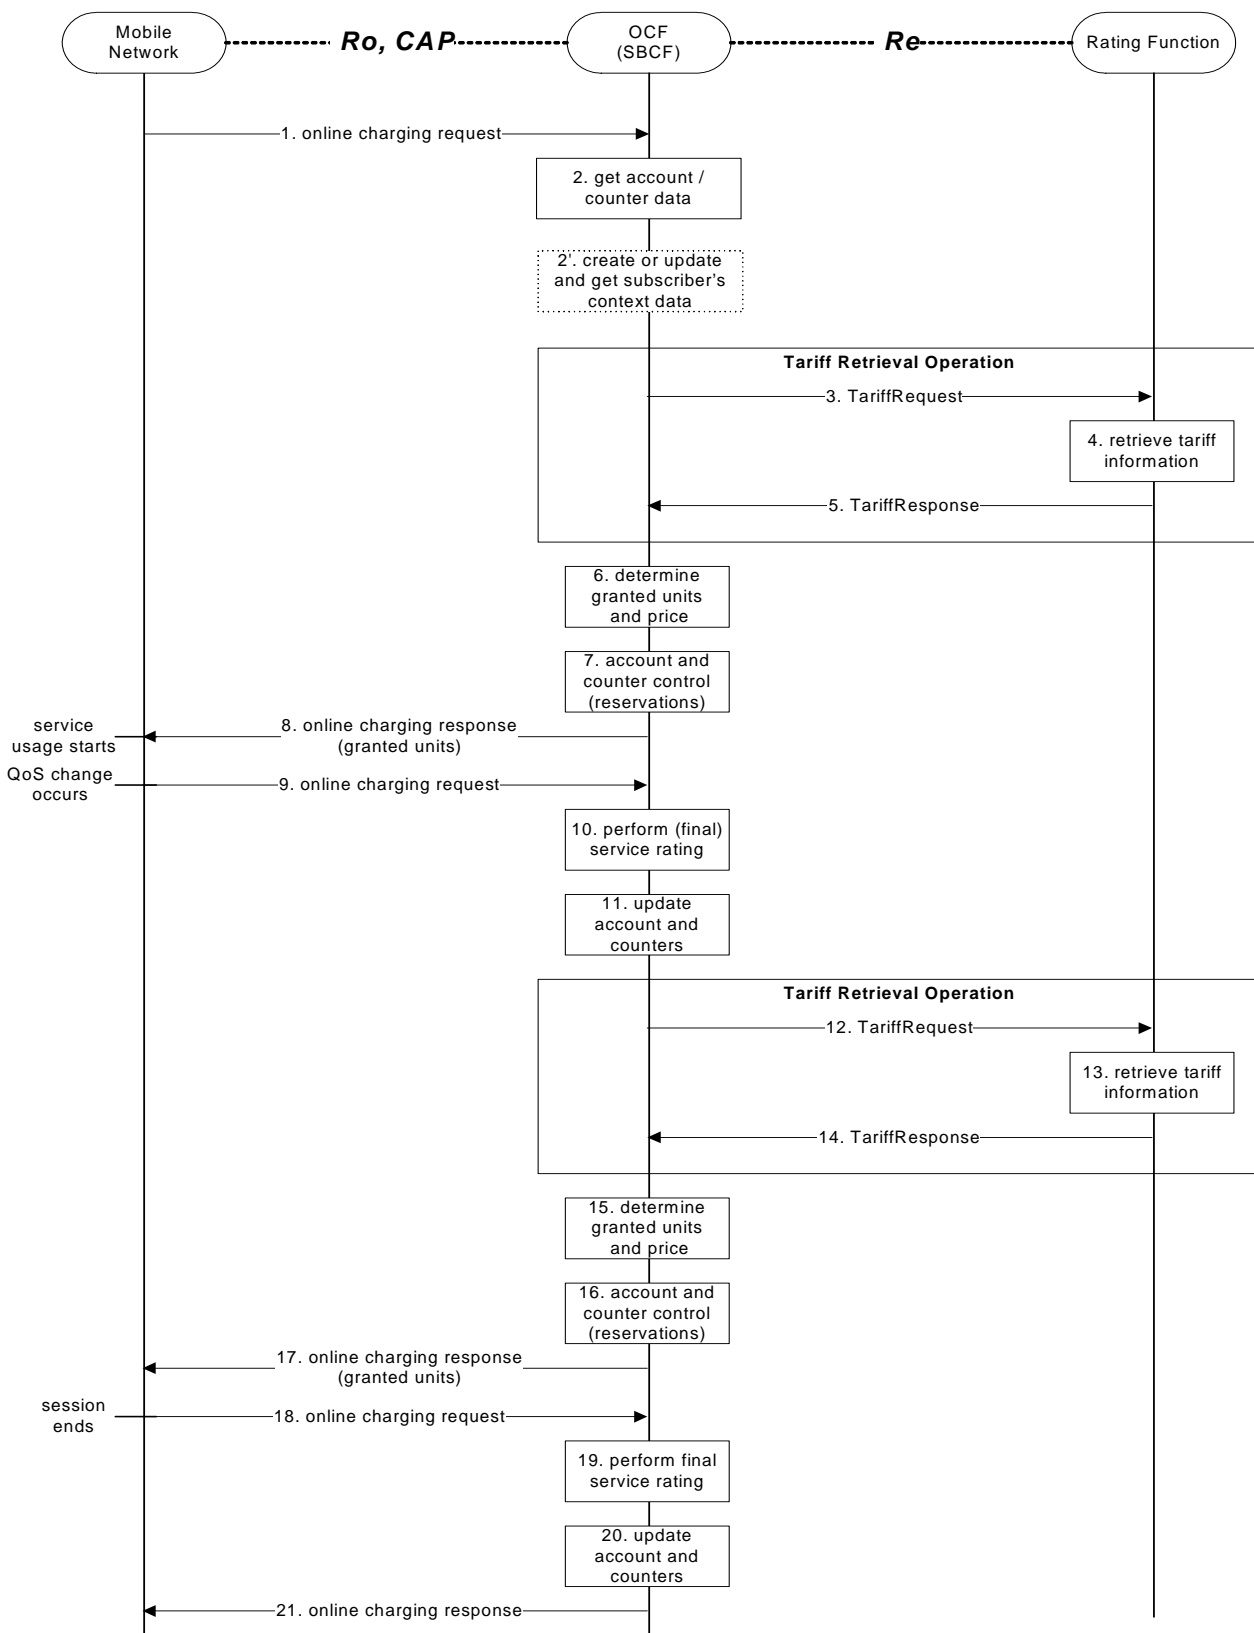 Mobile
Network
Ro, CAP
OCF
(SBCF)
Re
Rating Function
1. online charging request
2. get account /
counter data
2'. create or update
and get subscriber's
context data
Tariff Retrieval Operation
3. TariffRequest
4. retrieve tariff
information
5. TariffResponse
6. determine
granted units
and price
7. account and
counter control
(reservations)
service
usage starts
8. online charging response
(granted units)
QoS change
occurs
9. online charging request
10. perform (final)
service rating
11. update
account and
counters
Tariff Retrieval Operation
12. TariffRequest
13. retrieve tariff
information
14. TariffResponse
15. determine
granted units
and price
16. account and
counter control
(reservations)
17. online charging response
(granted units)
session
ends
18. online charging request
19. perform final
service rating
20. update
account and
counters
21. online charging response